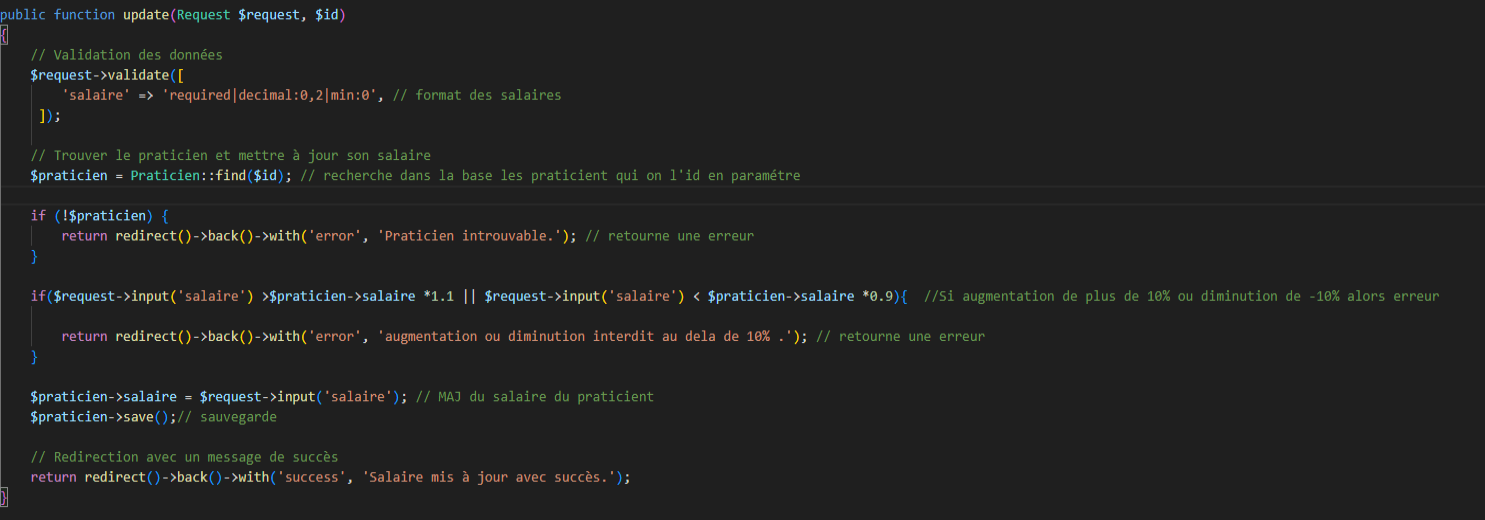 public function update(Request $request, $id)
{
    // Validation des données
    $request->validate([
        'salaire' => 'required|decimal:0,2|min:0', // format des salaires
     ]);

    // Trouver le praticien et mettre à jour son salaire
    $praticien = Praticien::find($id); // recherche dans la base les praticient qui on l'id en paramétre

    if (!$praticien) {
        return redirect()->back()->with('error', 'Praticien introuvable.'); // retourne une erreur
    }

    if($request->input('salaire') >$praticien->salaire *1.1 || $request->input('salaire') < $praticien->salaire *0.9){  //Si augmentation de plus de 10% ou diminution de -10% alors erreur

        return redirect()->back()->with('error', 'augmentation ou diminution interdit au dela de 10% .'); // retourne une erreur
    }

    $praticien->salaire = $request->input('salaire'); // MAJ du salaire du praticient
    $praticien->save();// sauvegarde

    // Redirection avec un message de succès
    return redirect()->back()->with('success', 'Salaire mis à jour avec succès.');
}